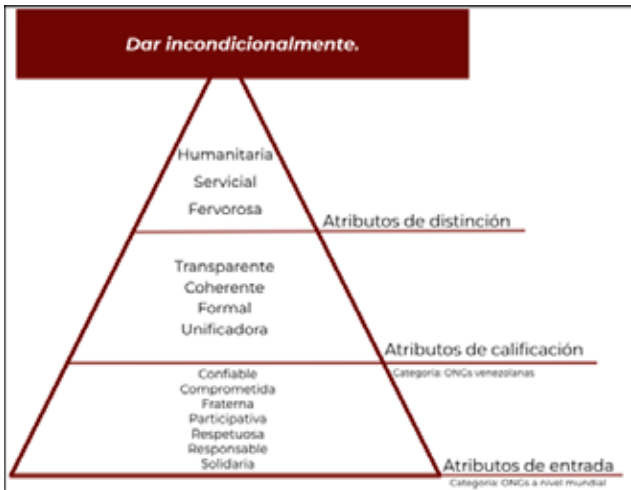 Dar incondicionalmente.
Humanitaria
Servicial
Fervorosa
Atributos de distinción
Transparente
Coherente
Formal
Unificadora
Atributos de calificación
Categoría: ONGs venezolanas
Confiable
Comprometida
Fraterna
Participativa
Respetuosa
Responsable
Solidaria
Atributos de entrada
Categoría: ONGs a nivel mundial